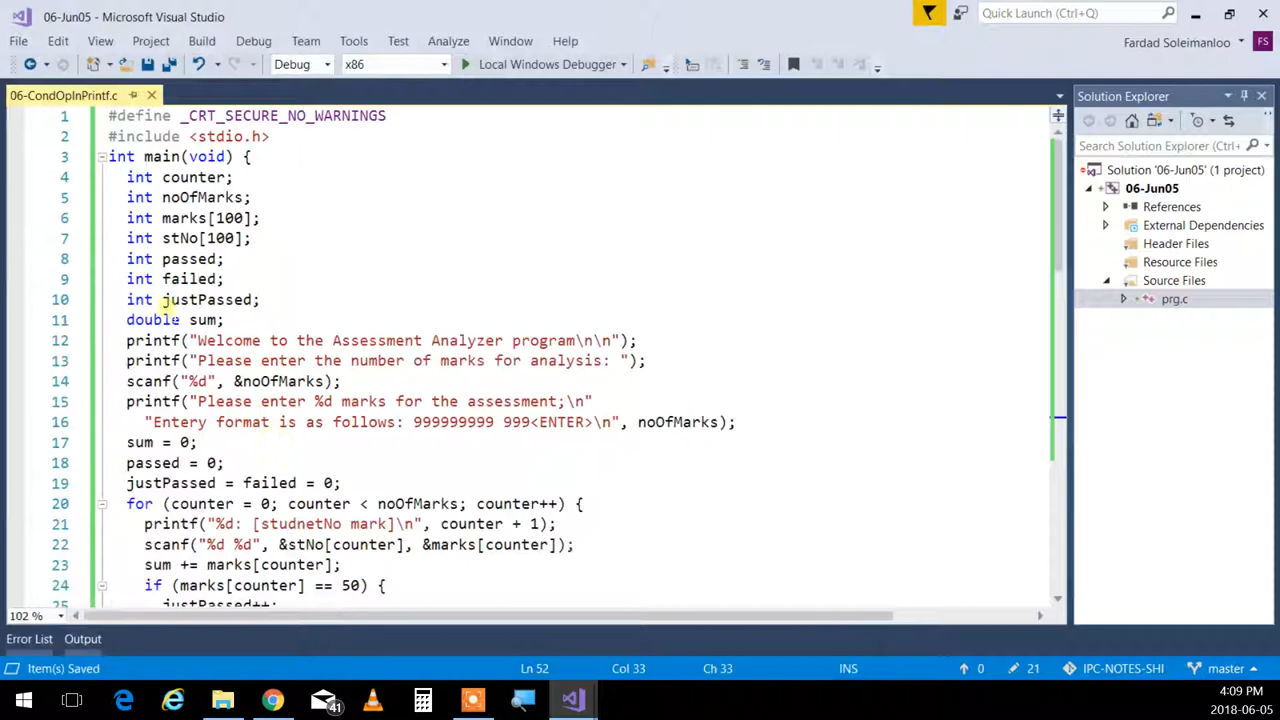 06-Jun05 - Microsoft Visual Studio
Quick Launch (Ctrl+Q)
File Edit View Project Build Debug Team Tools Test Analyze Window Help
Fardad Soleimanloo FS
Debug x86 Local Windows Debugger
06-CondOpInPrintf.c
1 #define _CRT_SECURE_NO_WARNINGS
2 #include <stdio.h>
3 int main(void) {
4 int counter;
5 int noOfMarks;
6 int marks[100];
7 int stNo[100];
8 int passed;
9 int failed;
10 int justPassed;
11 double sum;
12 printf("Welcome to the Assessment Analyzer program\n\n");
13 printf("Please enter the number of marks for analysis: ");
14 scanf("%d", &noOfMarks);
15 printf("Please enter %d marks for the assessment;\n"
16 "Entery format is as follows: 999999999 999<ENTER>\n", noOfMarks);
17 sum = 0;
18 passed = 0;
19 justPassed = failed = 0;
20 for (counter = 0; counter < noOfMarks; counter++) {
21 printf("%d: [studnetNo mark]\n", counter + 1);
22 scanf("%d %d", &stNo[counter], &marks[counter]);
23 sum += marks[counter];
24 if (marks[counter] == 50) {
25 justPassed++;
102 %
Solution Explorer
Search Solution Explorer (Ctrl+
Solution '06-Jun05' (1 project)
06-Jun05
References
External Dependencies
Header Files
Resource Files
Source Files
prg.c
Error List Output
Item(s) Saved Ln 52 Col 33 Ch 33 INS 0 21 IPC-NOTES-SHI master
41
4:09 PM
2018-06-05